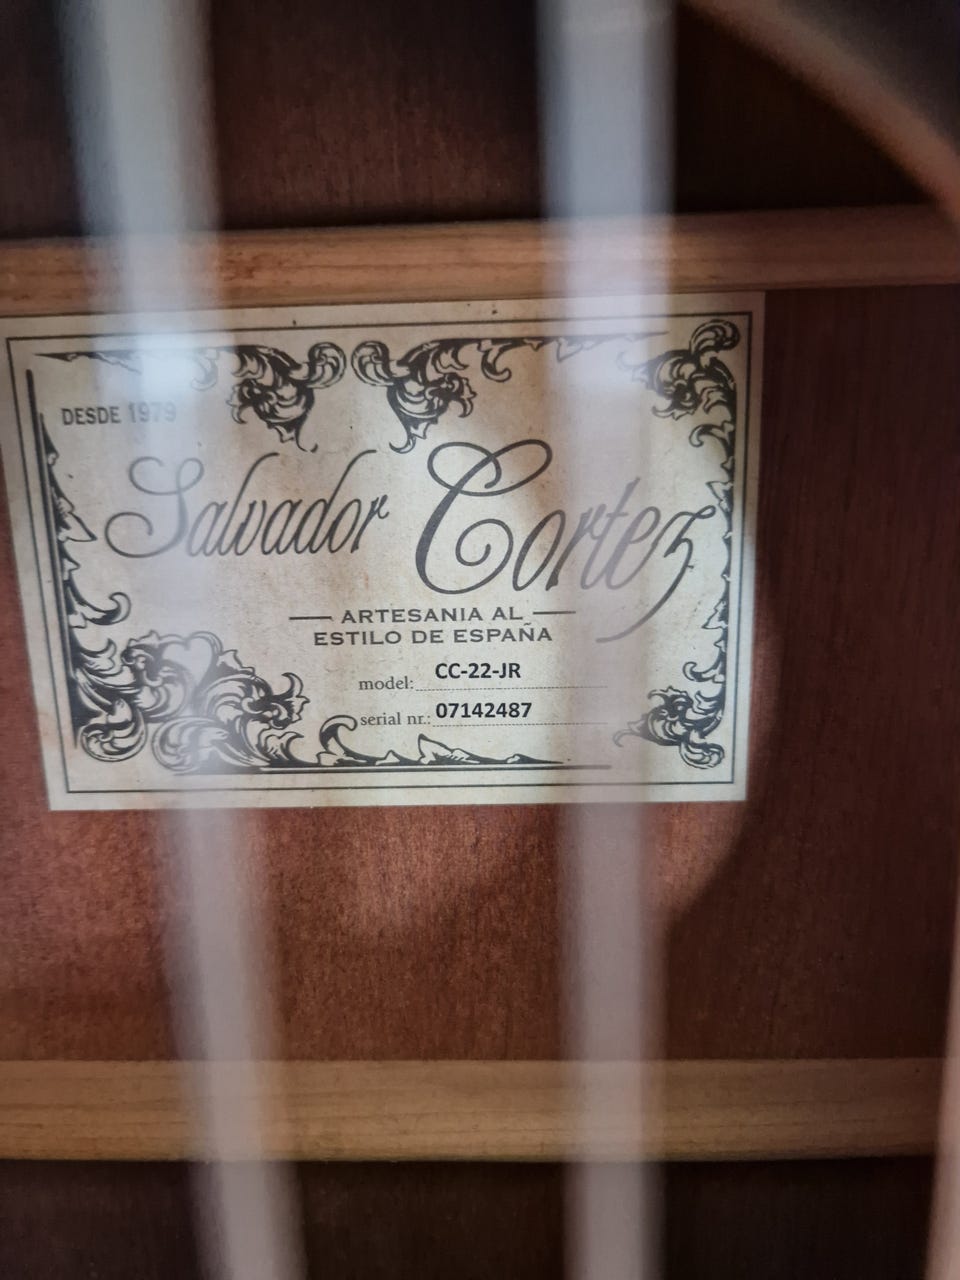 DESDE 1979
Salvador Cortez
ARTESANIA AL
ESTILO DE ESPAÑA
model: CC-22-JR
serial nr.: 07142487